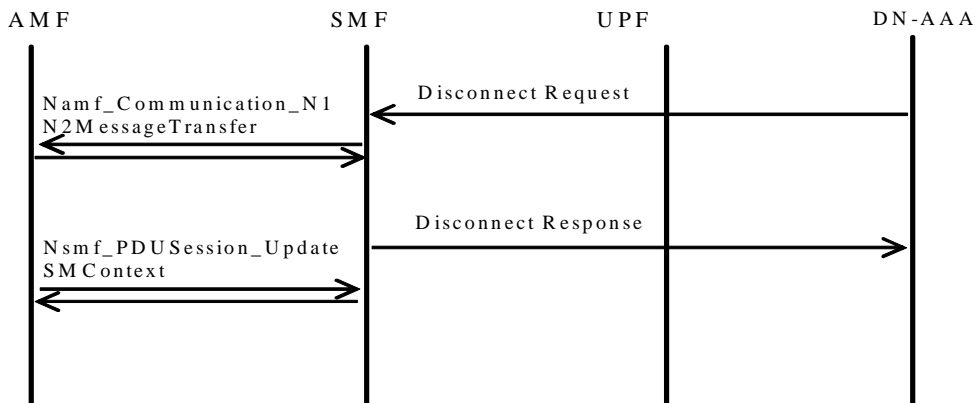 AMF SMF UPF DN-AAA
Disconnect Request
Namf_Communication_N1
N2MessageTransfer
Disconnect Response
Nsmf_PDUSession_Update
SMContext